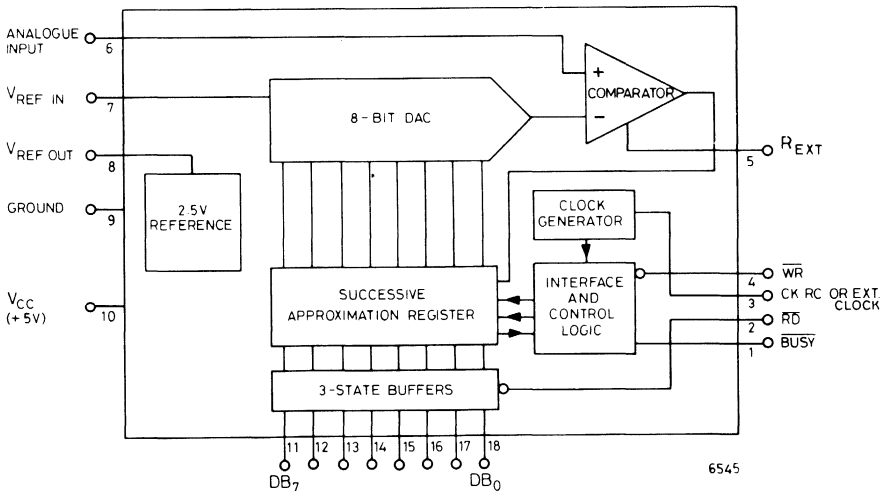 ANALOGUE
INPUT
6
V REF IN
7
V REF OUT
8
GROUND
9
VCC
(+5V)
10
8-BIT DAC
+
COMPARATOR
−
REXT
5
2.5V
REFERENCE
CLOCK
GENERATOR
SUCCESSIVE
APPROXIMATION REGISTER
INTERFACE
AND
CONTROL
LOGIC
WR
4
CK RC OR EXT.
CLOCK
3
RD
2
BUSY
1
3-STATE BUFFERS
11 12 13 14 15 16 17 18
DB7 DB0
6545